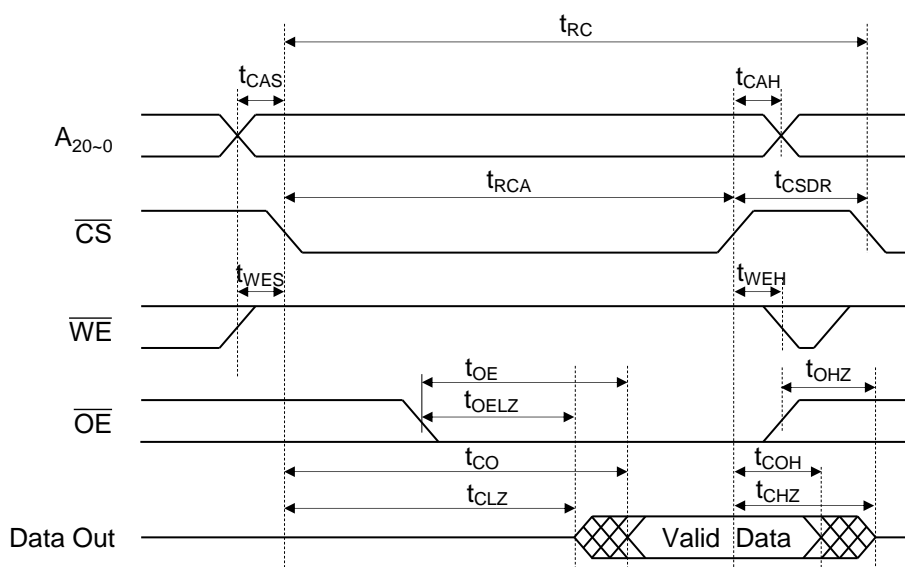 tRC
tCAS tCAH
A20~0
tRCA tCSDR
CS
tWES tWEH
WE
tOE tOHZ
tOELZ
OE
tCO tCOH
tCLZ tCHZ
Data Out Valid Data